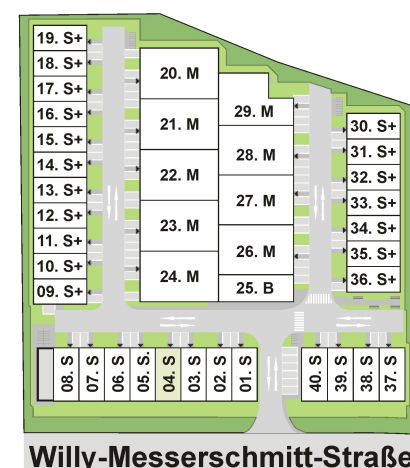 19. S+
18. S+
17. S+
16. S+
15. S+
14. S+
13. S+
12. S+
11. S+
10. S+
09. S+
20. M
21. M
22. M
23. M
24. M
29. M
28. M
27. M
26. M
25. B
30. S+
31. S+
32. S+
33. S+
34. S+
35. S+
36. S+
08. S
07. S
06. S
05. S.
04. S
03. S
02. S
01. S
40. S
39. S
38. S
37. S
Willy-Messerschmitt-Straße